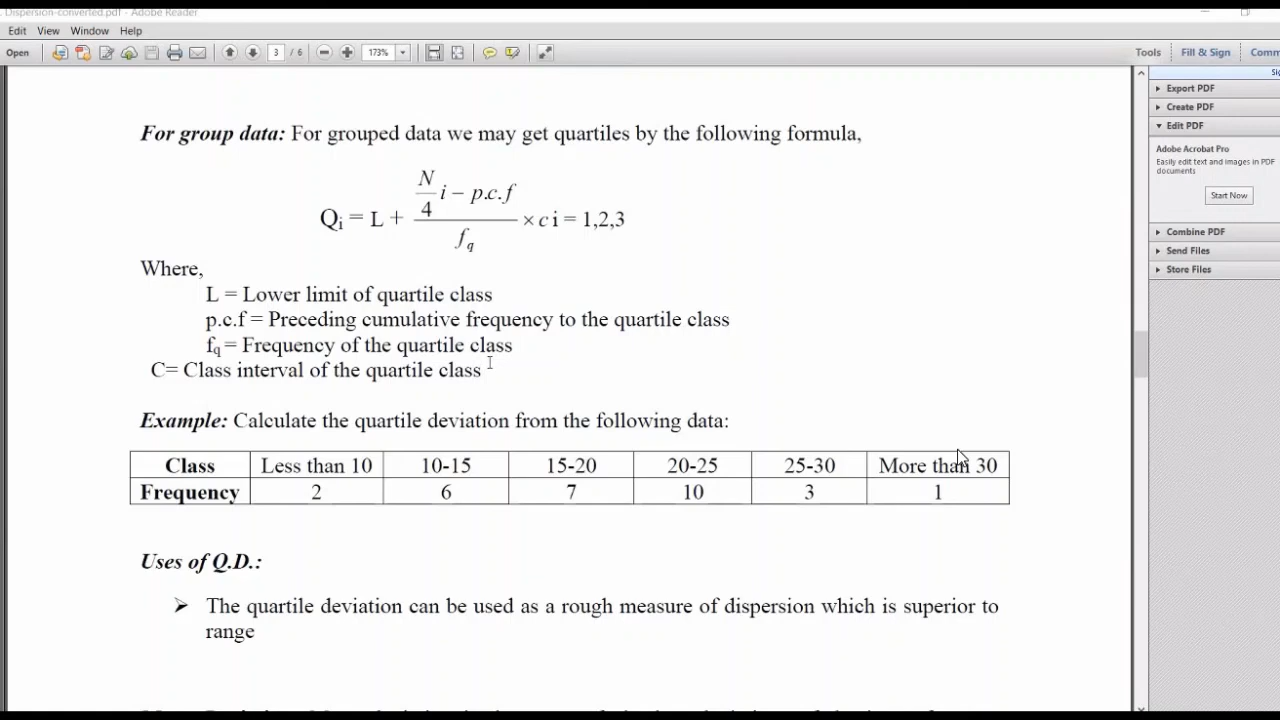 Dispersion-converted.pdf - Adobe Reader
Edit View Window Help
Open 3 / 6 173% Tools Fill & Sign Comm
Export PDF
Create PDF
Edit PDF
Adobe Acrobat Pro
Easily edit text and images in PDF
documents
Start Now
Combine PDF
Send Files
Store Files
For group data: For grouped data we may get quartiles by the following formula,
Qi = L + (N/4 i − p.c.f) / fq × c i = 1,2,3
Where,
L = Lower limit of quartile class
p.c.f = Preceding cumulative frequency to the quartile class
fq = Frequency of the quartile class
C= Class interval of the quartile class
Example: Calculate the quartile deviation from the following data:
Class Less than 10 10-15 15-20 20-25 25-30 More than 30
Frequency 2 6 7 10 3 1
Uses of Q.D.:
➢ The quartile deviation can be used as a rough measure of dispersion which is superior to
range